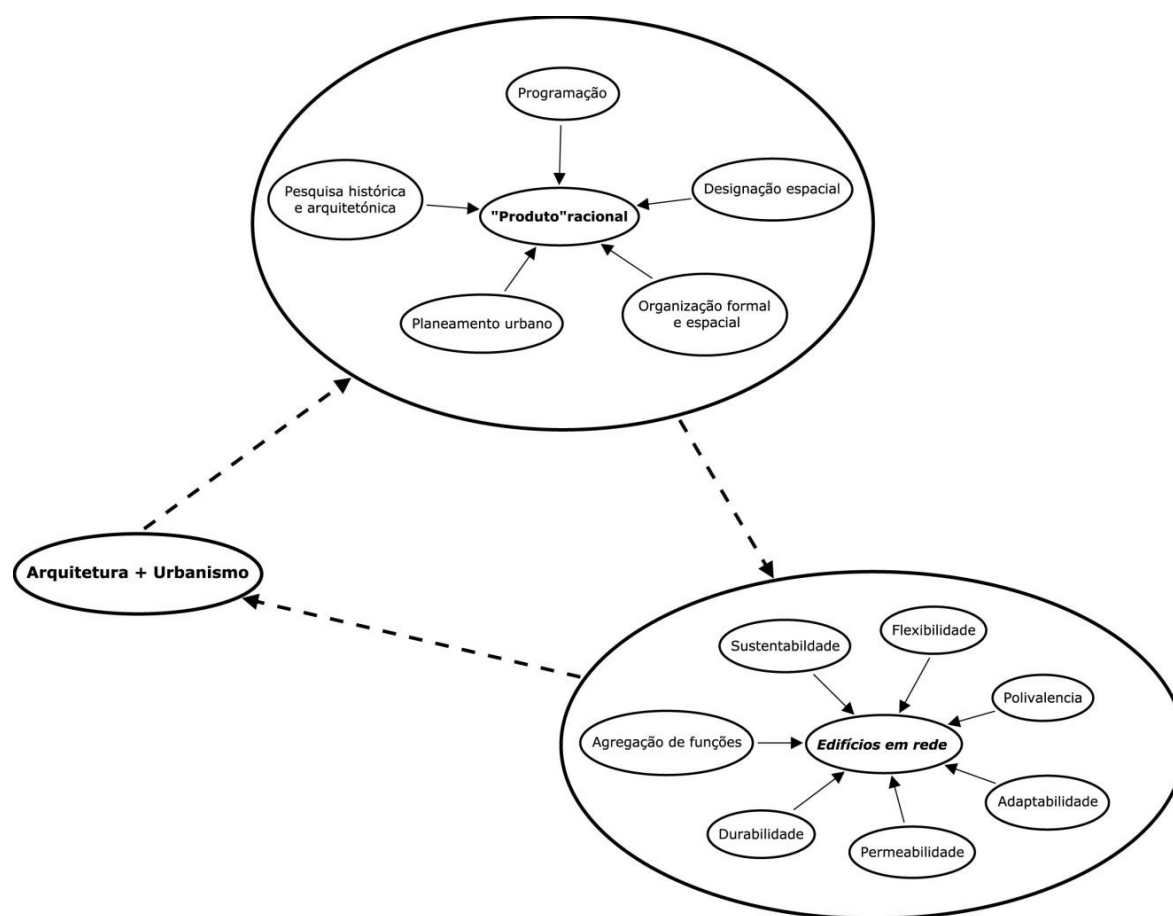 Programação
Pesquisa histórica
e arquitetónica
Designação espacial
"Produto"racional
Organização formal
e espacial
Planeamento urbano
Arquitetura + Urbanismo
Sustentabildade
Flexibilidade
Polivalencia
Agregação de funções
Edifícios em rede
Adaptabilidade
Durabilidade
Permeabilidade